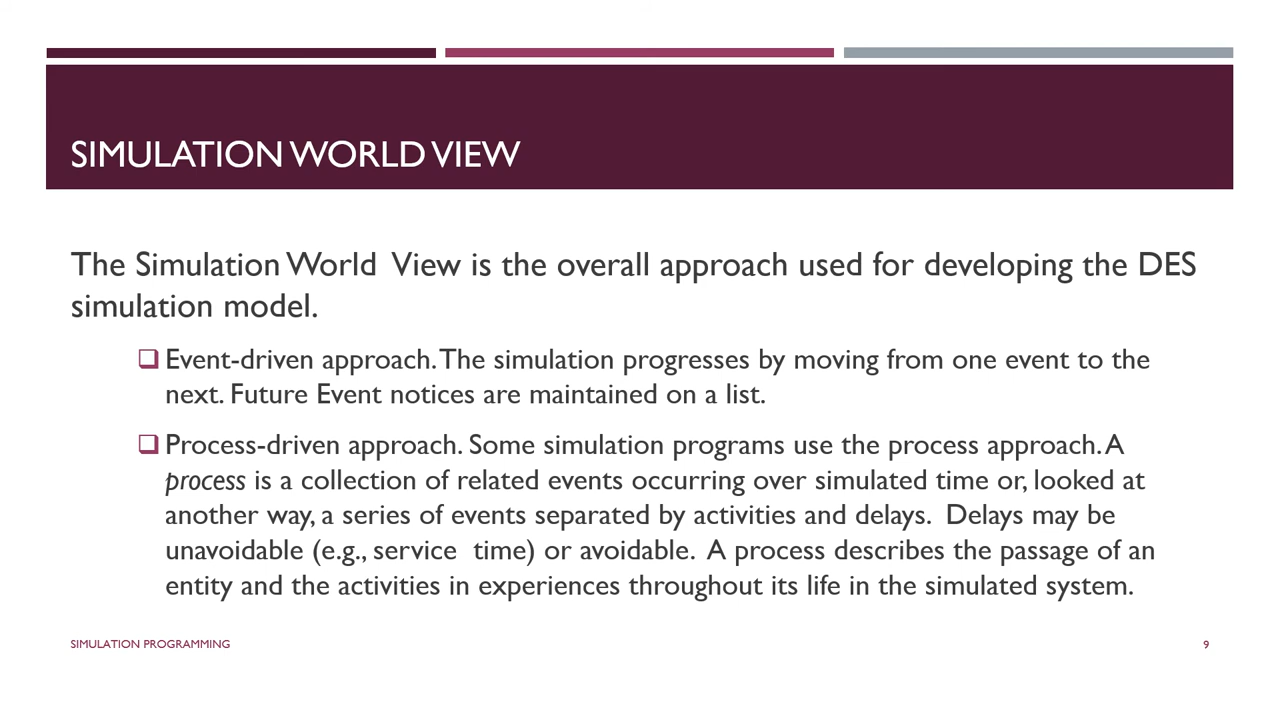 SIMULATION WORLD VIEW
The Simulation World View is the overall approach used for developing the DES
simulation model.
❑ Event-driven approach. The simulation progresses by moving from one event to the
next. Future Event notices are maintained on a list.
❑ Process-driven approach. Some simulation programs use the process approach. A
process is a collection of related events occurring over simulated time or, looked at
another way, a series of events separated by activities and delays. Delays may be
unavoidable (e.g., service time) or avoidable. A process describes the passage of an
entity and the activities in experiences throughout its life in the simulated system.
SIMULATION PROGRAMMING
9